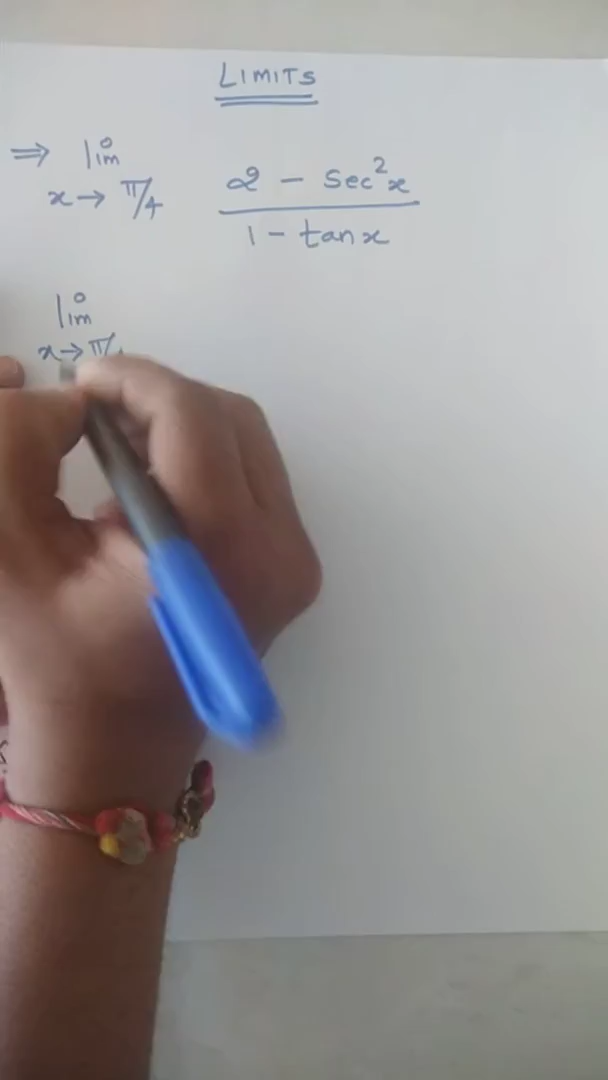 LIMITS
⇒ lim x→π/4 (2 - sec²x)/(1 - tan x)
lim x→π/